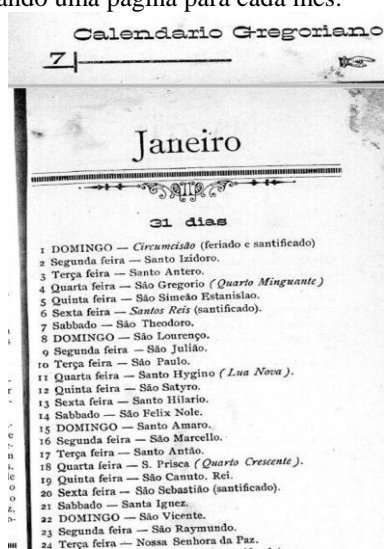 ando uma página para cada mês.
Calendario Gregoriano
7
Janeiro
31 dias
1 DOMINGO — Circumcisão (feriado e santificado)
2 Segunda feira — Santo Izidoro.
3 Terça feira — Santo Antero.
4 Quarta feira — São Gregorio (Quarto Minguante)
5 Quinta feira — São Simeão Estanislao.
6 Sexta feira — Santos Reis (santificado).
7 Sabbado — São Theodoro.
8 DOMINGO — São Lourenço.
9 Segunda feira — São Julião.
10 Terça feira — São Paulo.
11 Quarta feira — Santo Hygino (Lua Nova).
12 Quinta feira — São Satyro.
13 Sexta feira — Santo Hilario.
14 Sabbado — São Felix Nole.
15 DOMINGO — Santo Amaro.
16 Segunda feira — São Marcello.
17 Terça feira — Santo Antão.
18 Quarta feira — S. Prisca (Quarto Crescente).
19 Quinta feira — São Canuto, Rei.
20 Sexta feira — São Sebastião (santificado).
21 Sabbado — Santa Ignez.
22 DOMINGO — São Vicente.
23 Segunda feira — São Raymundo.
24 Terça feira — Nossa Senhora da Paz.